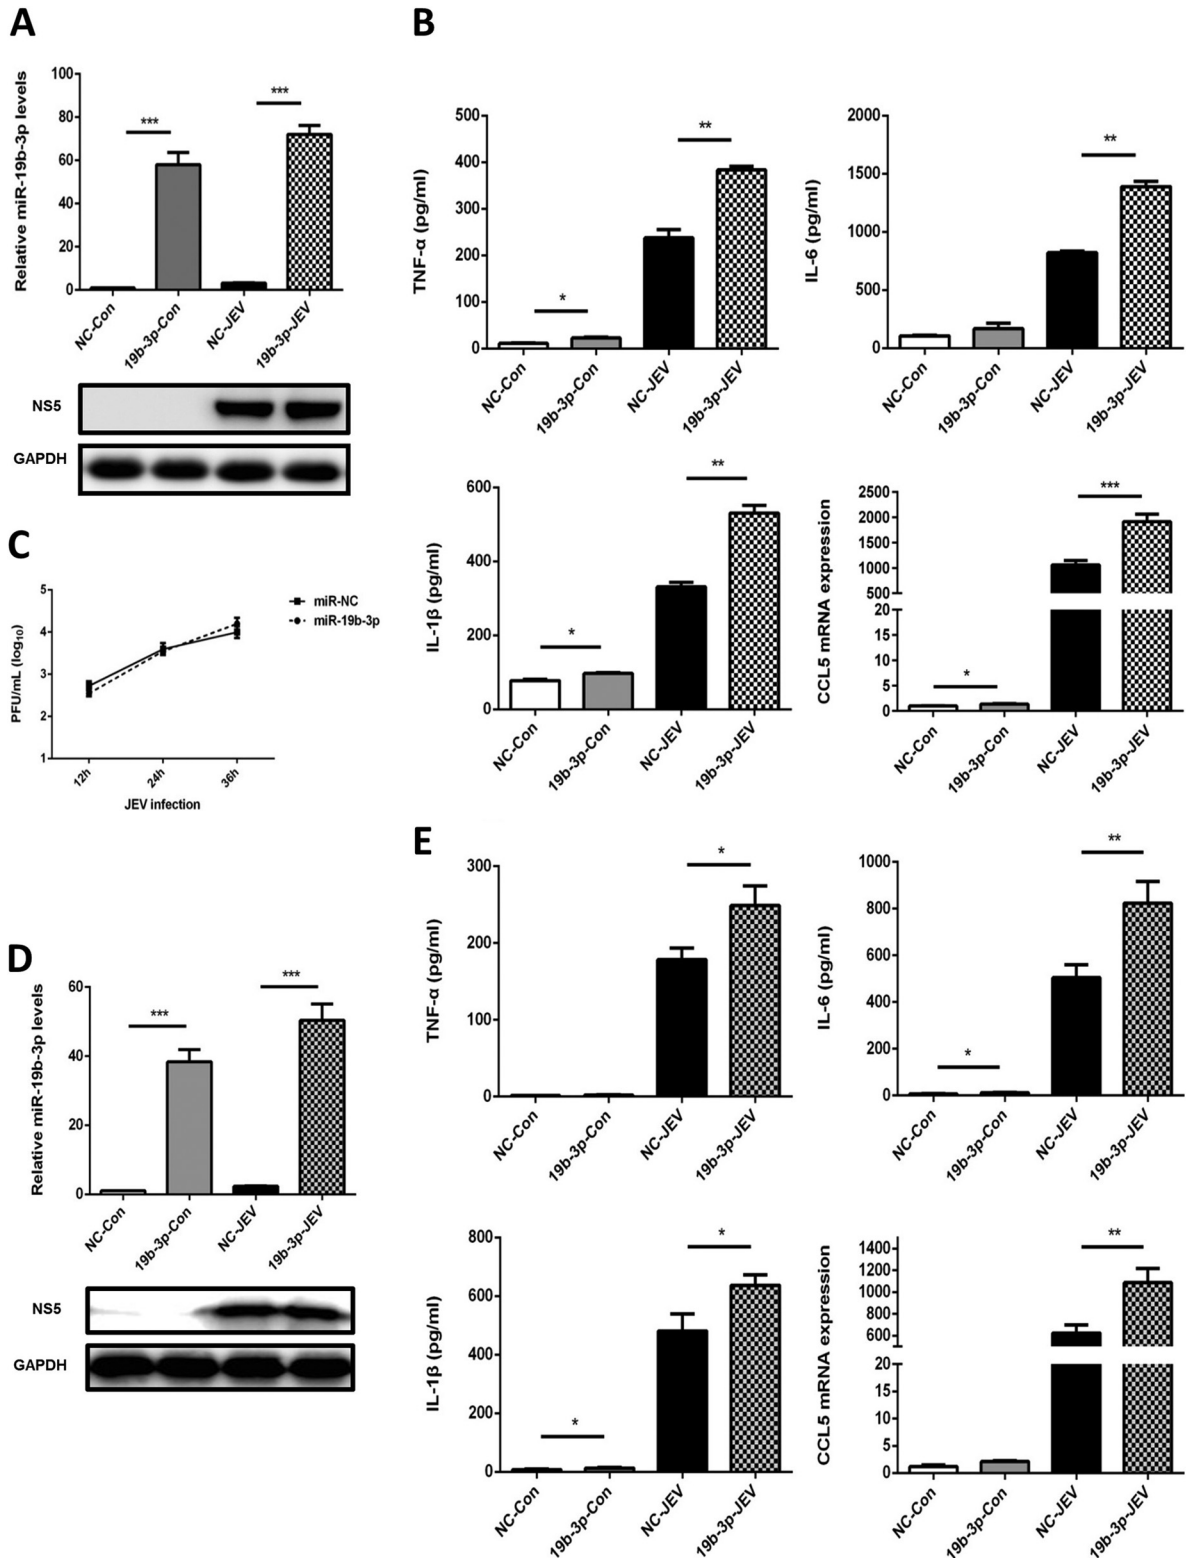 A
Relative miR-19b-3p levels
100
80
60
40
20
0
***
***
NC-Con
19b-3p-Con
NC-JEV
19b-3p-JEV
NS5
GAPDH
B
TNF-α (pg/ml)
500
400
300
200
100
0
*
**
NC-Con
19b-3p-Con
NC-JEV
19b-3p-JEV
IL-6 (pg/ml)
2000
1500
1000
500
0
**
NC-Con
19b-3p-Con
NC-JEV
19b-3p-JEV
IL-1β (pg/ml)
600
400
200
0
*
**
NC-Con
19b-3p-Con
NC-JEV
19b-3p-JEV
CCL5 mRNA expression
2500
2000
1500
1000
500
20
15
10
5
0
*
***
NC-Con
19b-3p-Con
NC-JEV
19b-3p-JEV
C
PFU/mL (log10)
5
4
3
2
1
miR-NC
miR-19b-3p
12h
24h
36h
JEV infection
D
Relative miR-19b-3p levels
60
40
20
0
***
***
NC-Con
19b-3p-Con
NC-JEV
19b-3p-JEV
NS5
GAPDH
E
TNF-α (pg/ml)
300
200
100
0
*
NC-Con
19b-3p-Con
NC-JEV
19b-3p-JEV
IL-6 (pg/ml)
1000
800
600
400
200
0
*
**
NC-Con
19b-3p-Con
NC-JEV
19b-3p-JEV
IL-1β (pg/ml)
800
600
400
200
0
*
*
NC-Con
19b-3p-Con
NC-JEV
19b-3p-JEV
CCL5 mRNA expression
1400
1200
1000
800
600
20
15
10
5
0
**
NC-Con
19b-3p-Con
NC-JEV
19b-3p-JEV